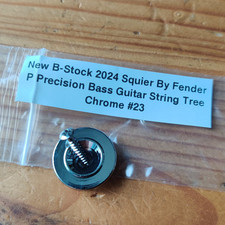 New B-Stock 2024 Squier By Fender
P Precision Bass Guitar String Tree
Chrome #23